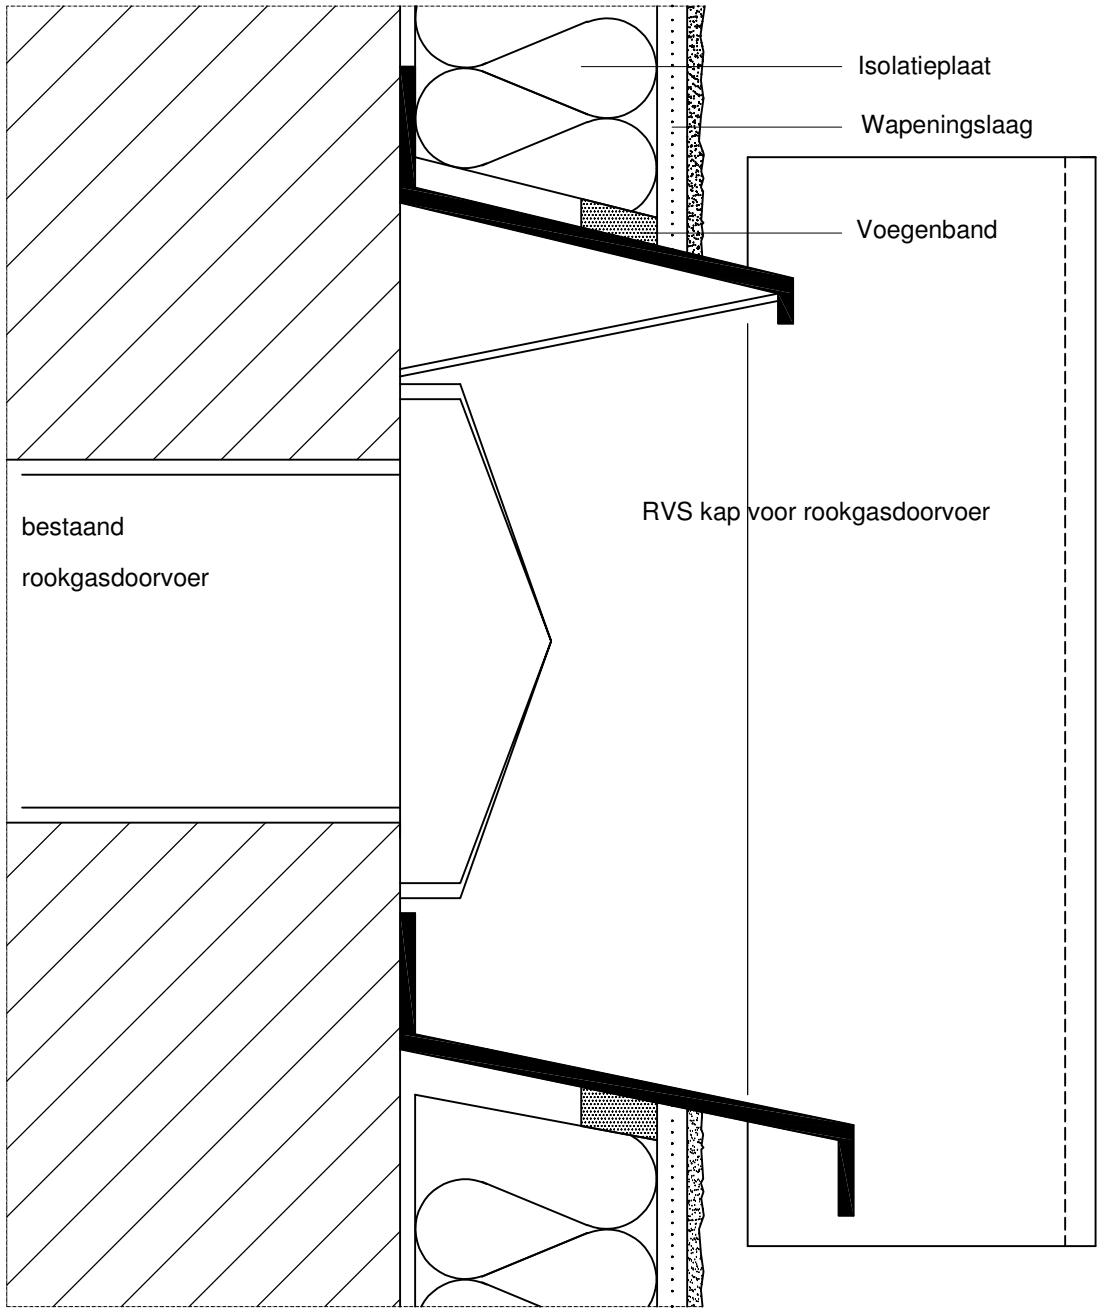 Isolatieplaat
Wapeningslaag
Voegenband
RVS kap voor rookgasdoorvoer
bestaand
rookgasdoorvoer